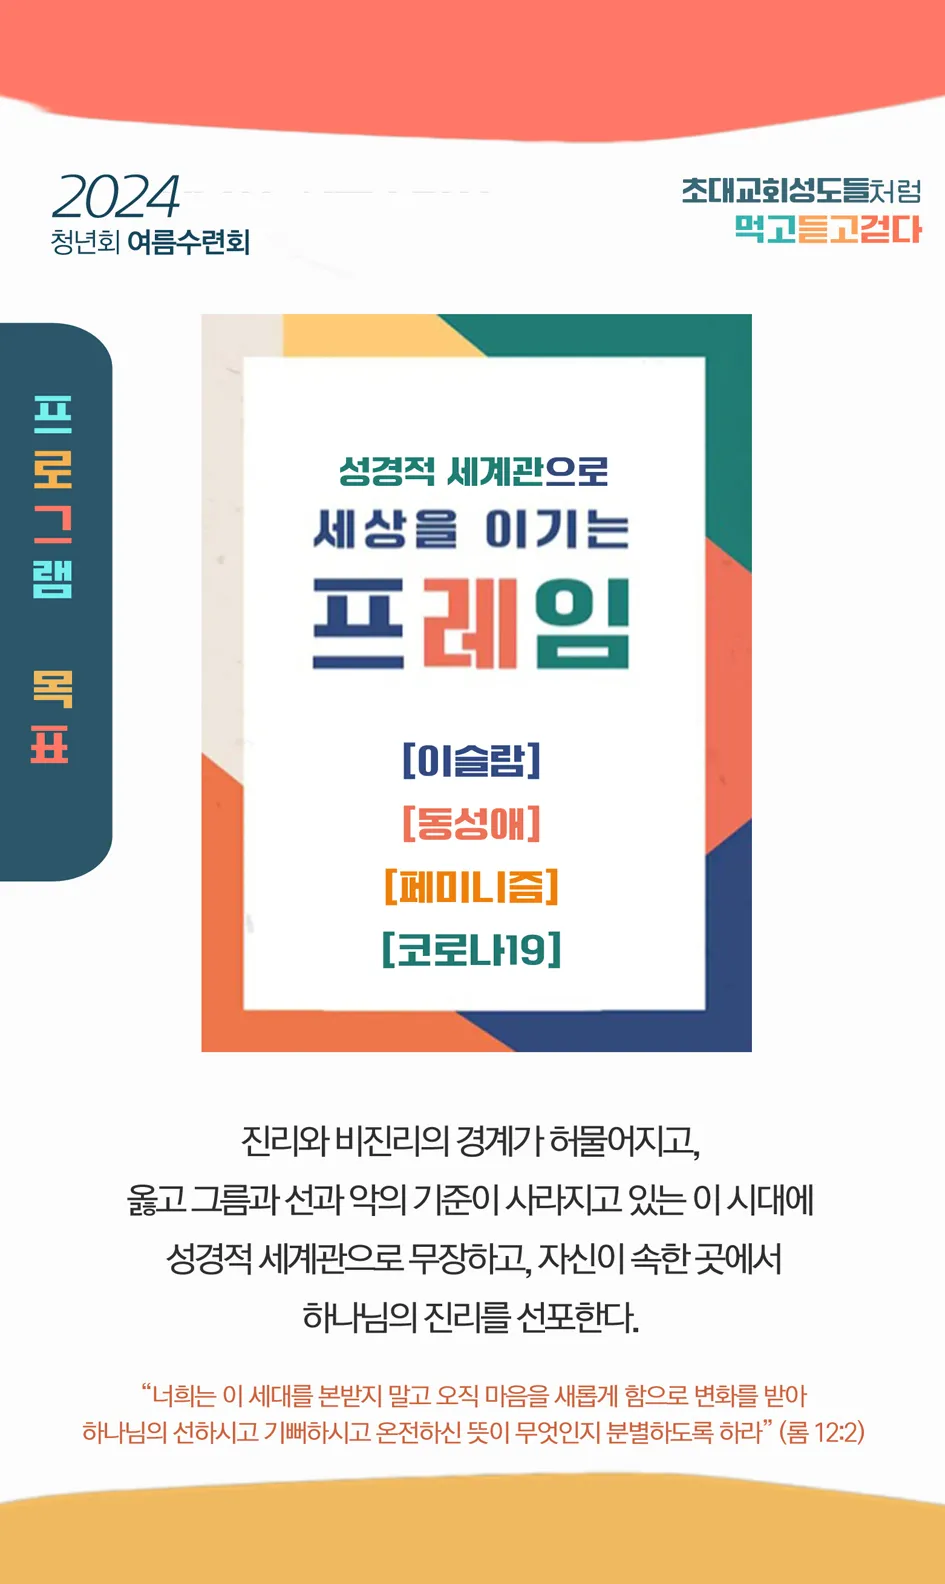 2024
청년회 여름수련회
초대교회성도들처럼
먹고듣고걷다
프로그램 목표
성경적 세계관으로
세상을 이기는
프레임
[이슬람]
[동성애]
[페미니즘]
[코로나19]
진리와 비진리의 경계가 허물어지고,
옳고 그름과 선과 악의 기준이 사라지고 있는 이 시대에
성경적 세계관으로 무장하고, 자신이 속한 곳에서
하나님의 진리를 선포한다.
“너희는 이 세대를 본받지 말고 오직 마음을 새롭게 함으로 변화를 받아
하나님의 선하시고 기뻐하시고 온전하신 뜻이 무엇인지 분별하도록 하라” (롬 12:2)